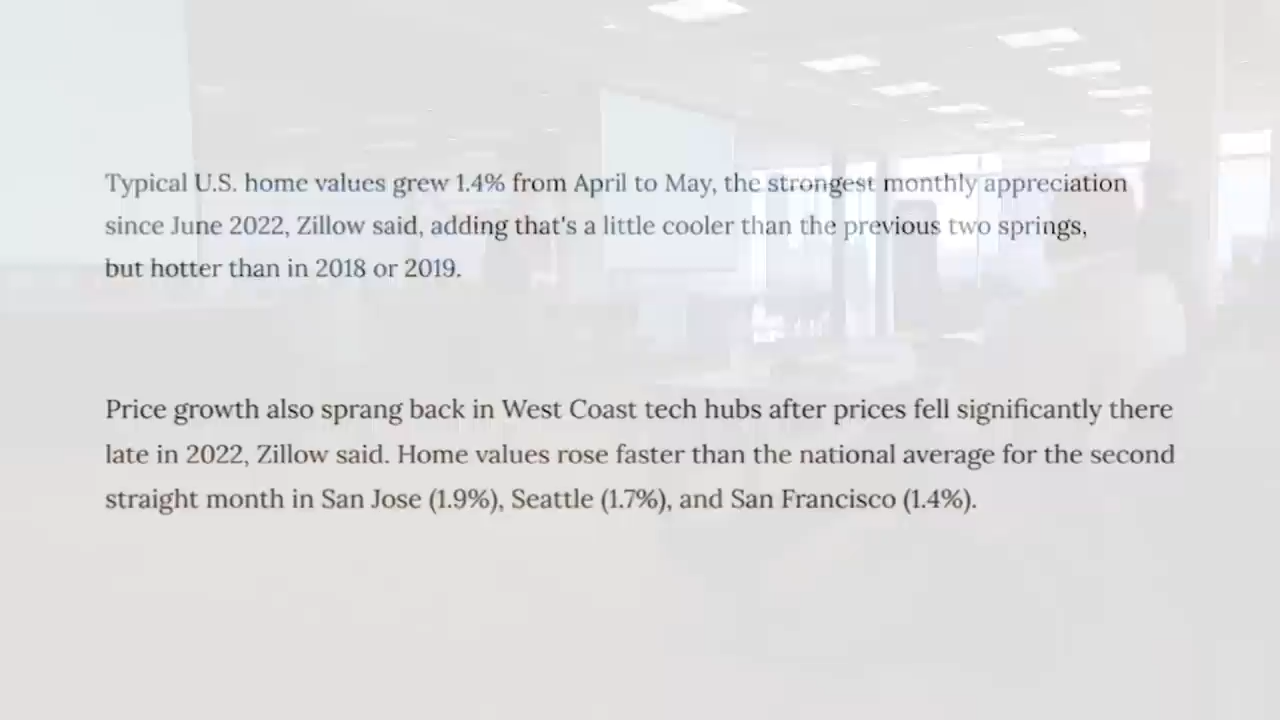 Typical U.S. home values grew 1.4% from April to May, the strongest monthly appreciation
since June 2022, Zillow said, adding that's a little cooler than the previous two springs,
but hotter than in 2018 or 2019.
Price growth also sprang back in West Coast tech hubs after prices fell significantly there
late in 2022, Zillow said. Home values rose faster than the national average for the second
straight month in San Jose (1.9%), Seattle (1.7%), and San Francisco (1.4%).